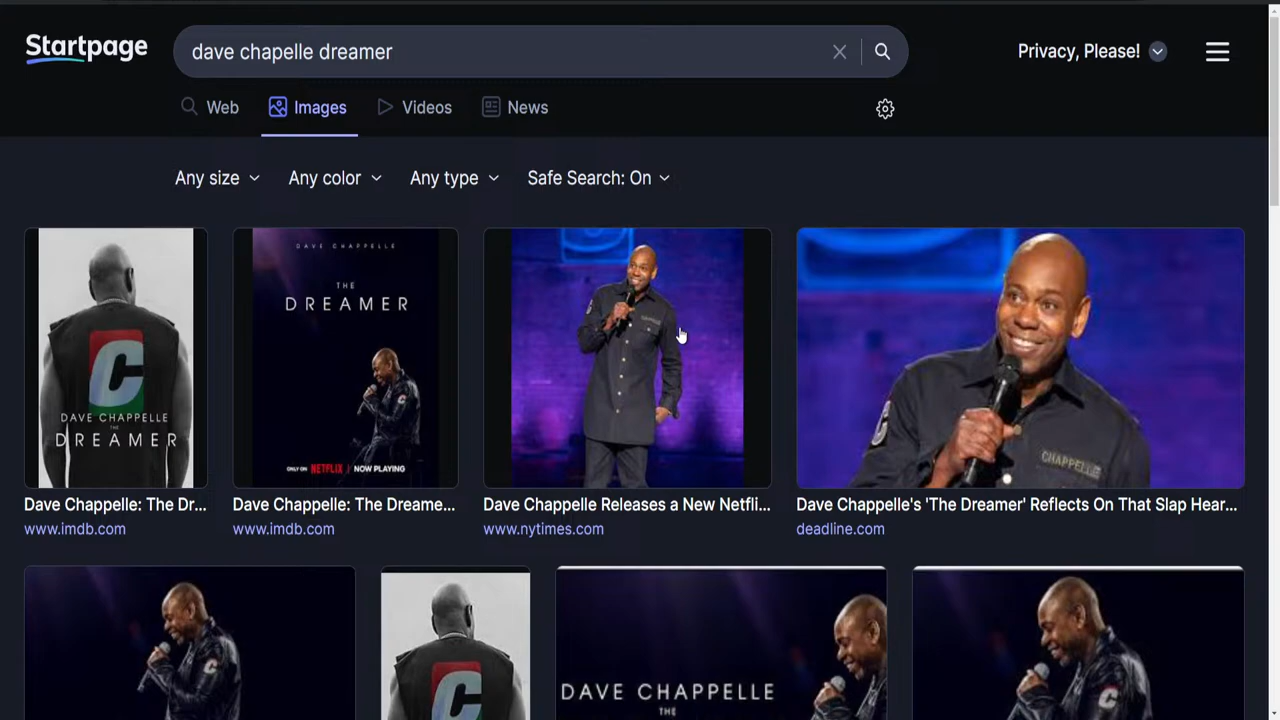 Startpage
dave chapelle dreamer
Privacy, Please!
Web
Images
Videos
News
Any size
Any color
Any type
Safe Search: On
C
DAVE CHAPPELLE
THE
DREAMER
DAVE CHAPPELLE
THE
DREAMER
ONLY ON NETFLIX | NOW PLAYING
CHAPPELLE
C
CHAPPELLE
Dave Chappelle: The Dr...
www.imdb.com
Dave Chappelle: The Dreame...
www.imdb.com
Dave Chappelle Releases a New Netfli...
www.nytimes.com
Dave Chappelle's 'The Dreamer' Reflects On That Slap Hear...
deadline.com
C
C
DAVE CHAPPELLE
THE
C